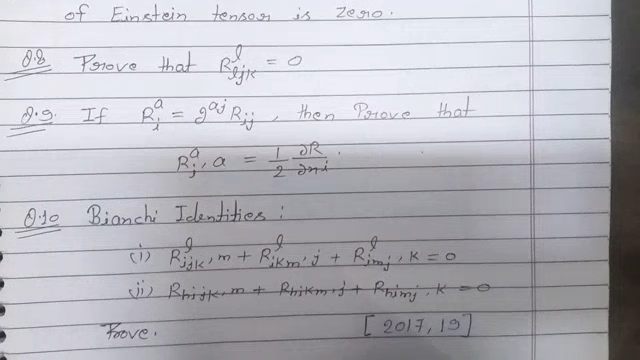 of Einstein tensor is zero.
Q.8 Prove that R^l_{ljk} = 0
Q.9. If R^a_i = g^{aj} R_{ij}, then Prove that
R^a_j, a = 1/2 ∂R/∂x^i.
Q.10 Bianchi Identities:
(i) R^l_{ijk}, m + R^l_{ikm}, j + R^l_{imj}, k = 0
(ii) R_{hijk}, m + R_{hikm}, j + R_{himj}, k = 0
Prove. [2017, 19]